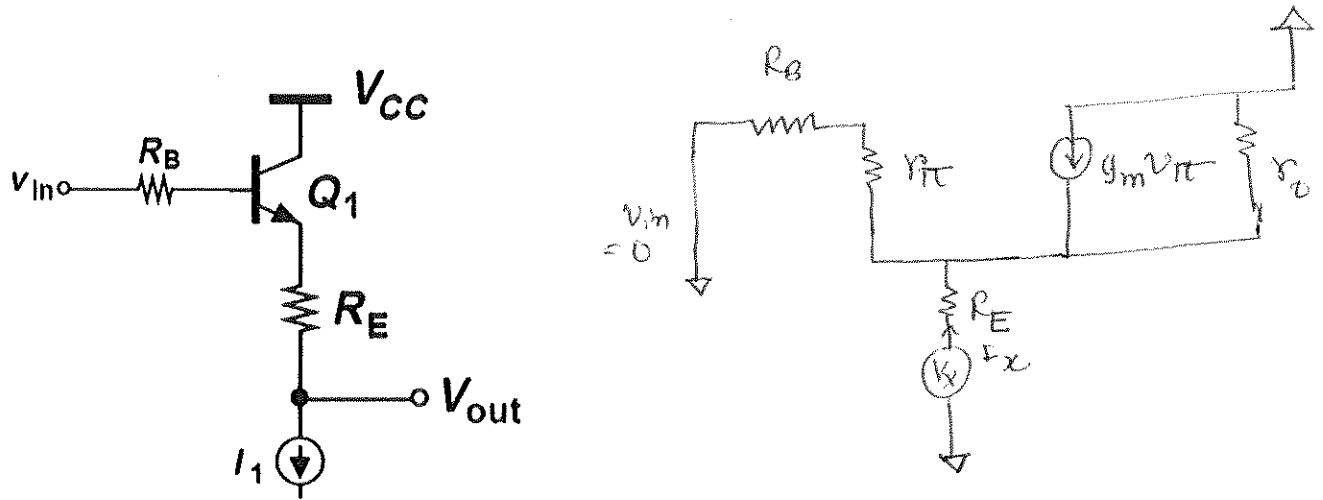 V_CC
R_B
v_in
Q_1
R_E
V_out
I_1
R_B
v_in
= 0
r_π
g_m v_π
r_o
R_E
I_x
V_x